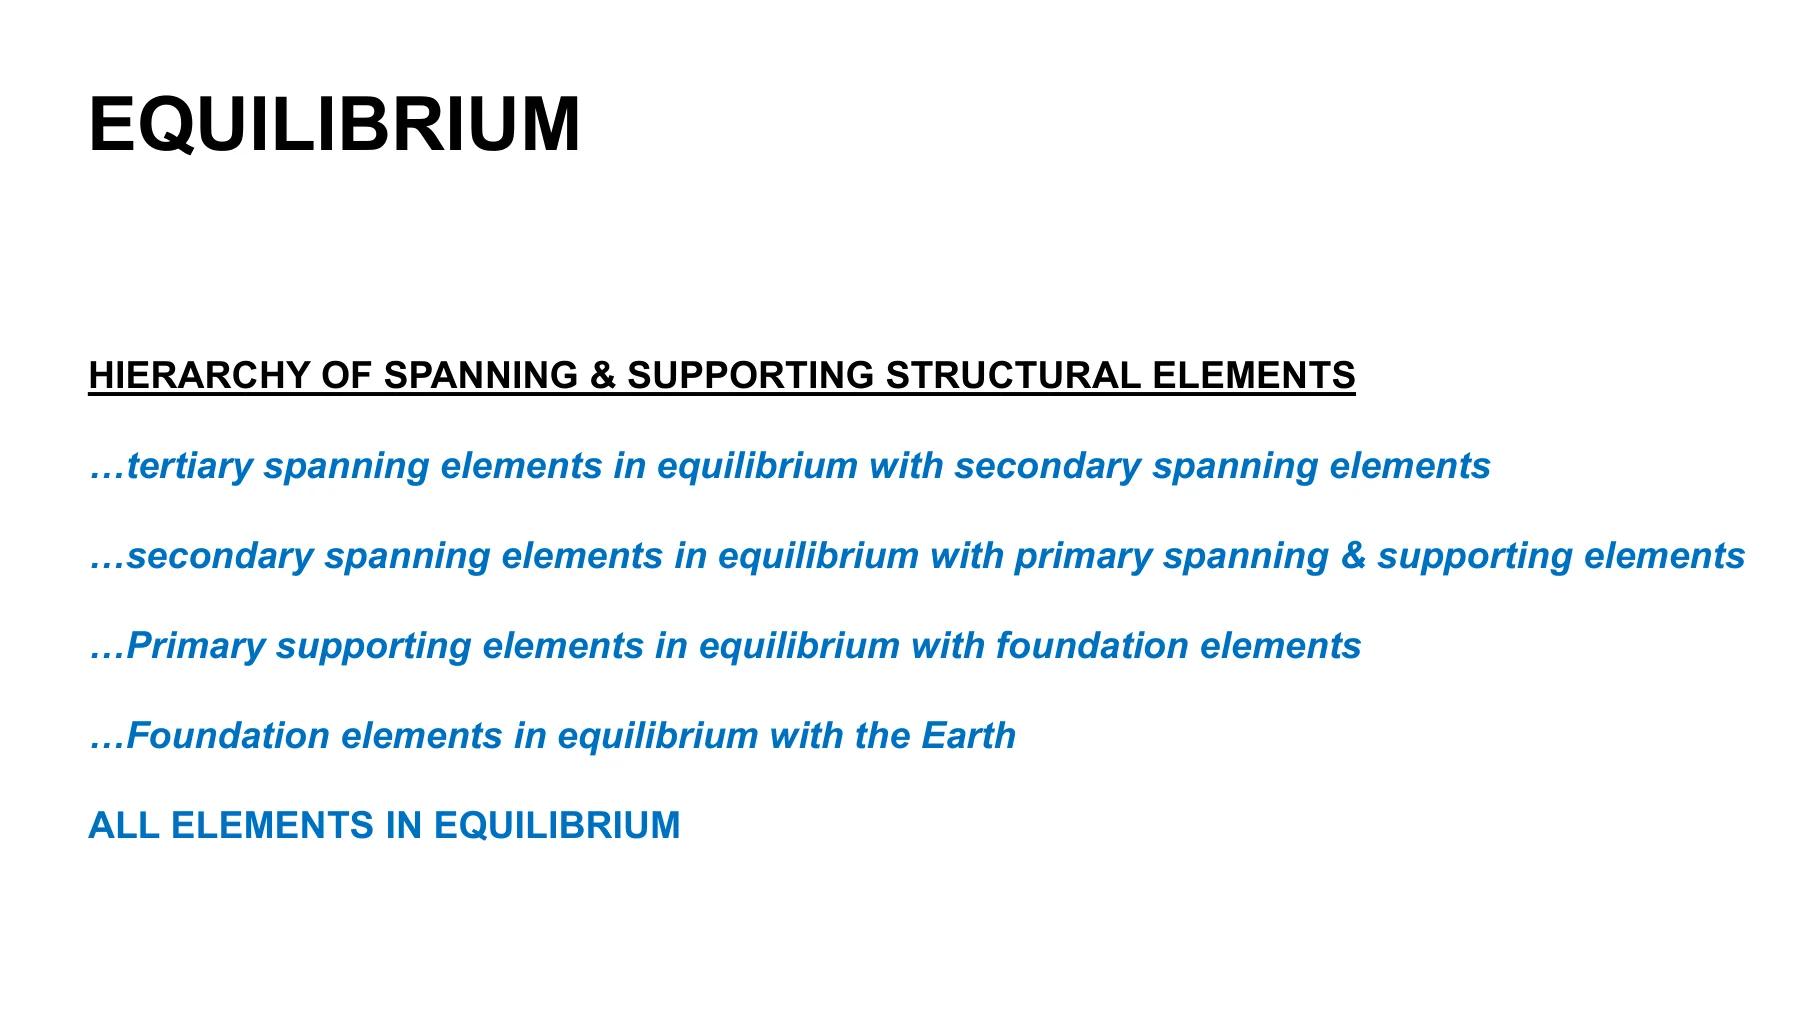 EQUILIBRIUM
HIERARCHY OF SPANNING & SUPPORTING STRUCTURAL ELEMENTS
…tertiary spanning elements in equilibrium with secondary spanning elements
…secondary spanning elements in equilibrium with primary spanning & supporting elements
…Primary supporting elements in equilibrium with foundation elements
…Foundation elements in equilibrium with the Earth
ALL ELEMENTS IN EQUILIBRIUM